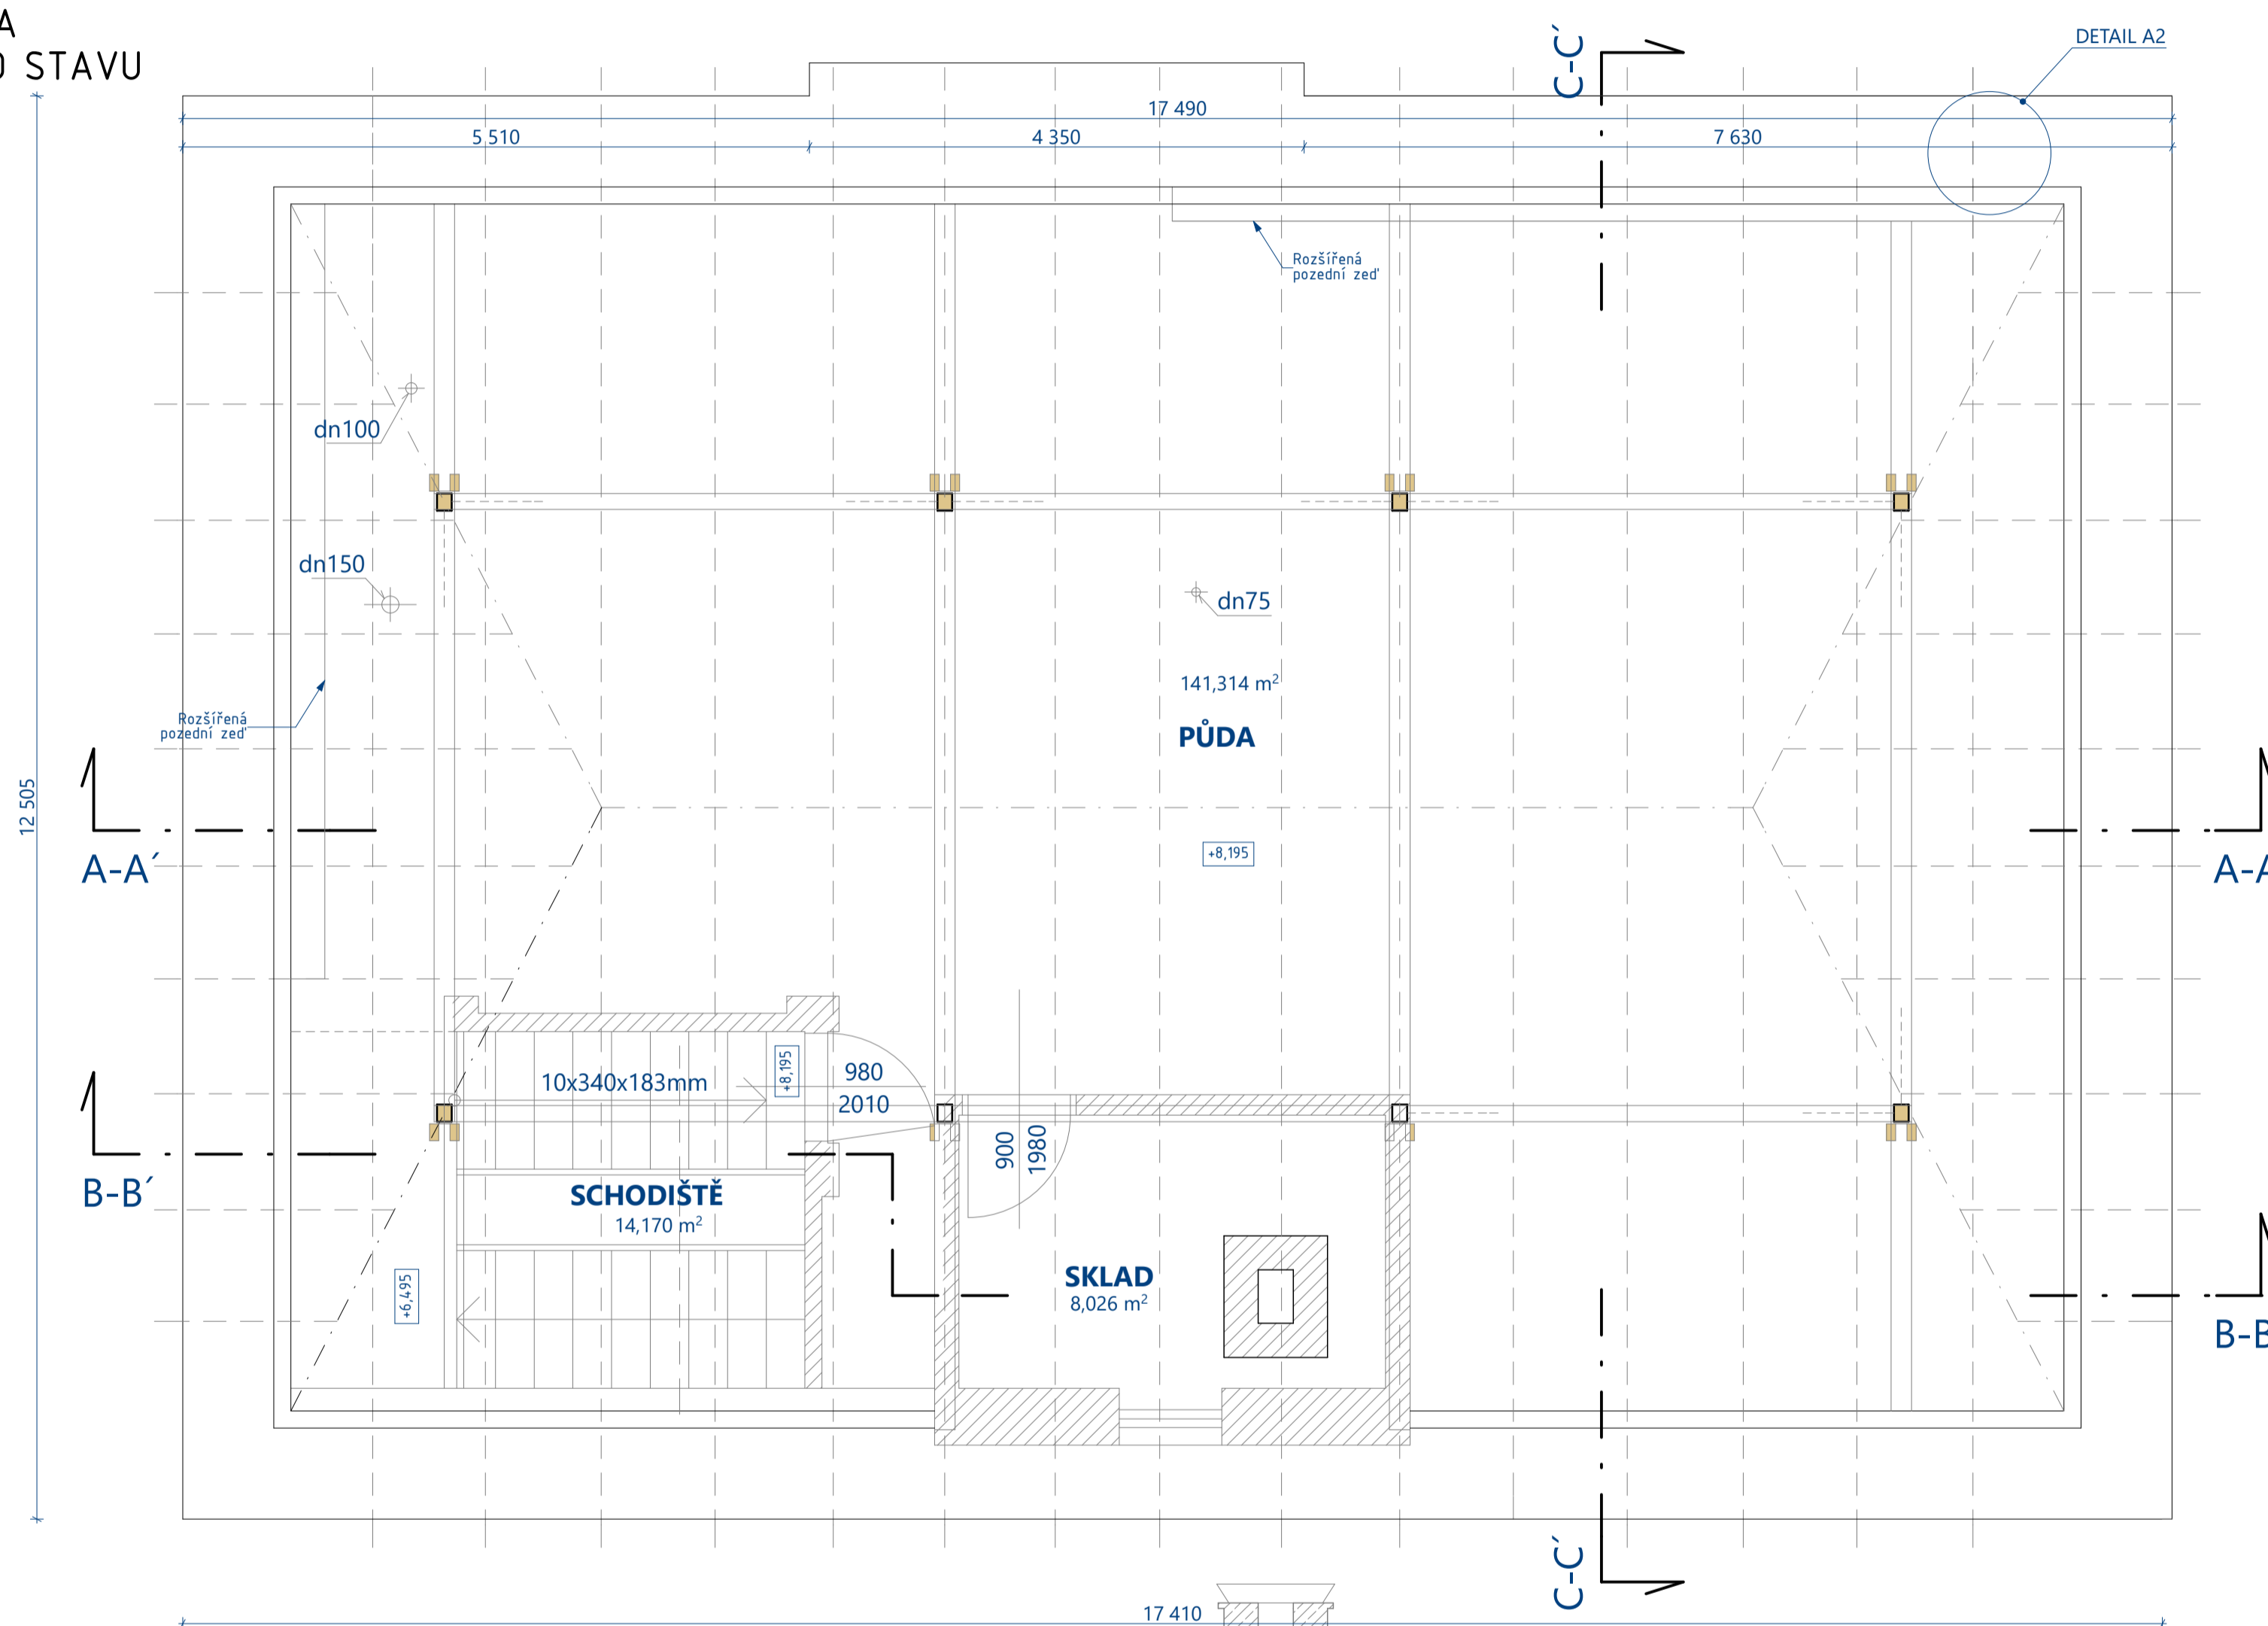 A
O STAVU
C-C´
DETAIL A2
17 490
5 510
4 350
7 630
Rozšířená
pozední zeď
dn100
dn150
dn75
141,314 m²
PŮDA
Rozšířená
pozední zeď
12 505
+8,195
A-A´
A-A
10x340x183mm
+8,195
980
2010
900
1980
B-B´
SCHODIŠTĚ
14,170 m²
+6,495
SKLAD
8,026 m²
B-B
C-C´
17 410